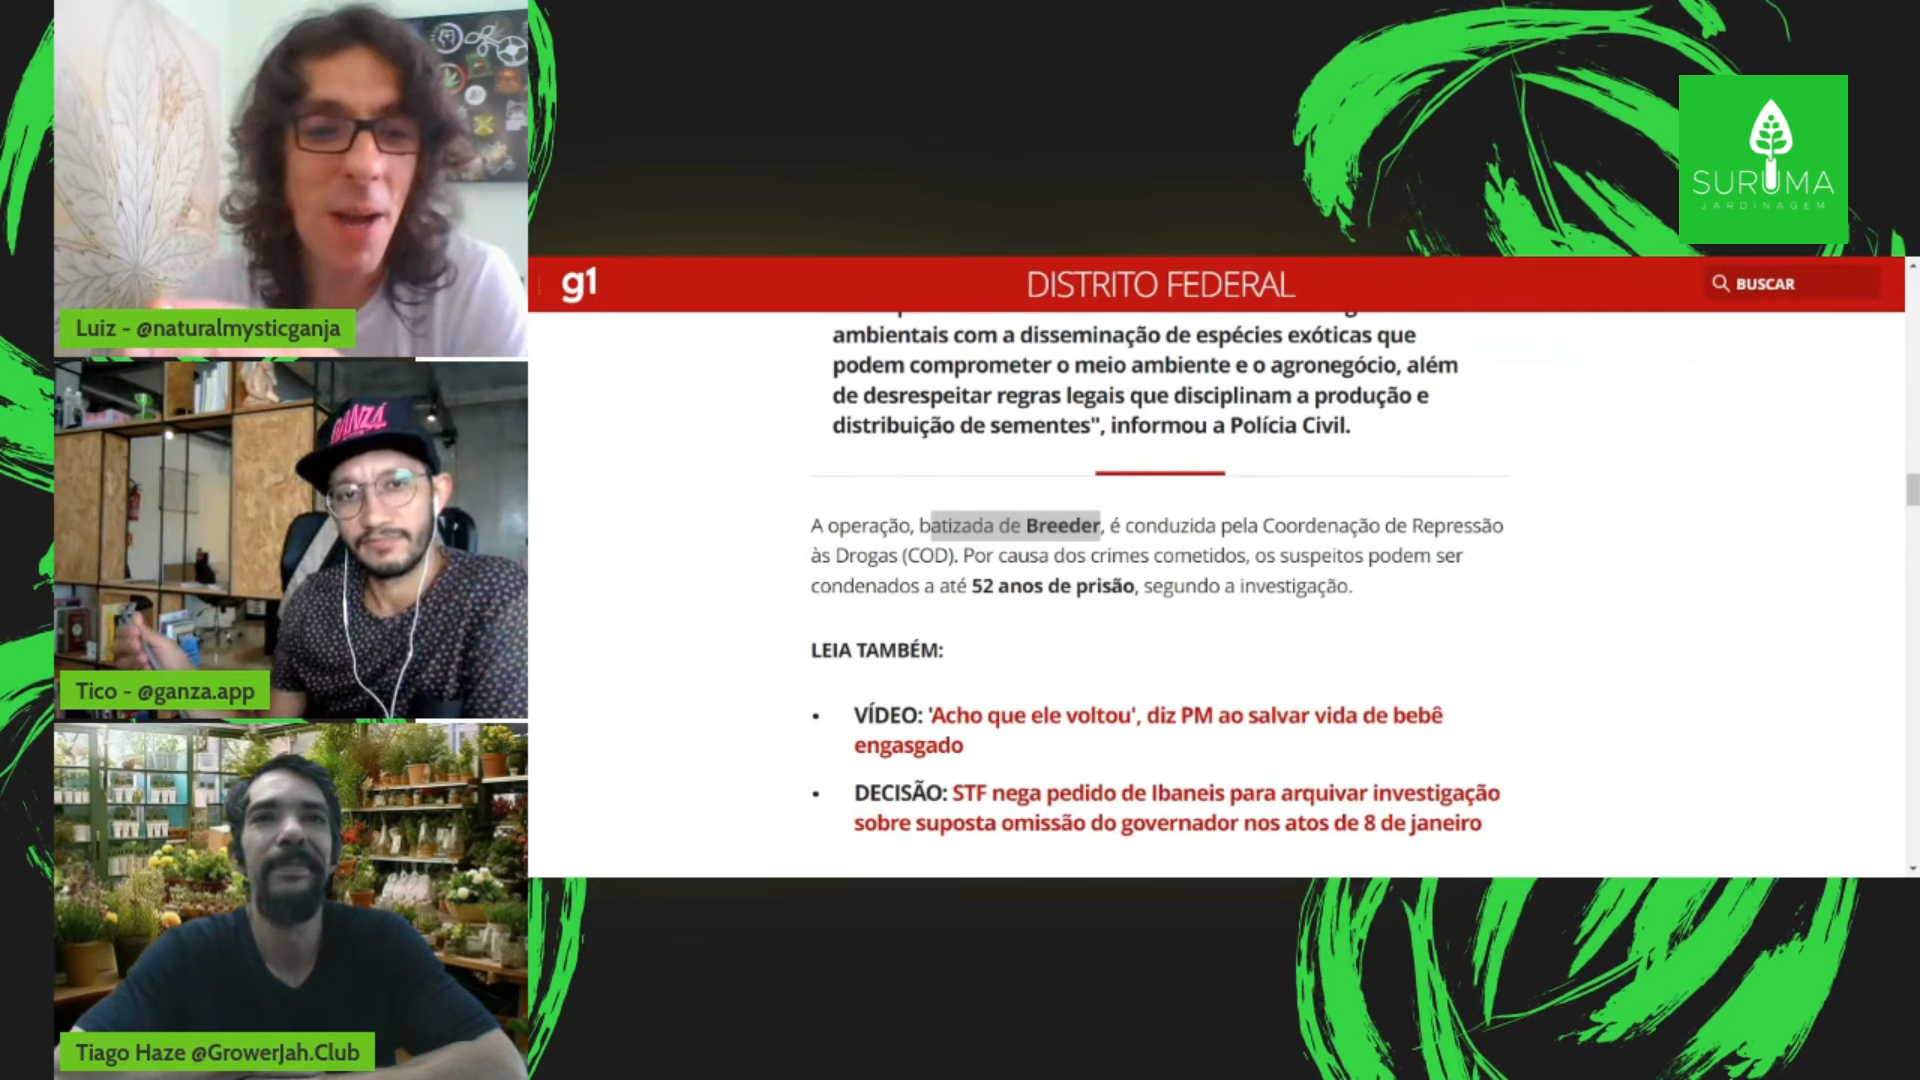 Luiz - @naturalmysticganja
GANZÁ
Tico - @ganza.app
Tiago Haze @GrowerJah.Club
SURUMA
JARDINAGEM
g1
DISTRITO FEDERAL
BUSCAR
ambientais com a disseminação de espécies exóticas que
podem comprometer o meio ambiente e o agronegócio, além
de desrespeitar regras legais que disciplinam a produção e
distribuição de sementes", informou a Polícia Civil.
A operação, batizada de Breeder, é conduzida pela Coordenação de Repressão
às Drogas (COD). Por causa dos crimes cometidos, os suspeitos podem ser
condenados a até 52 anos de prisão, segundo a investigação.
LEIA TAMBÉM:
• VÍDEO: 'Acho que ele voltou', diz PM ao salvar vida de bebê
engasgado
• DECISÃO: STF nega pedido de Ibaneis para arquivar investigação
sobre suposta omissão do governador nos atos de 8 de janeiro